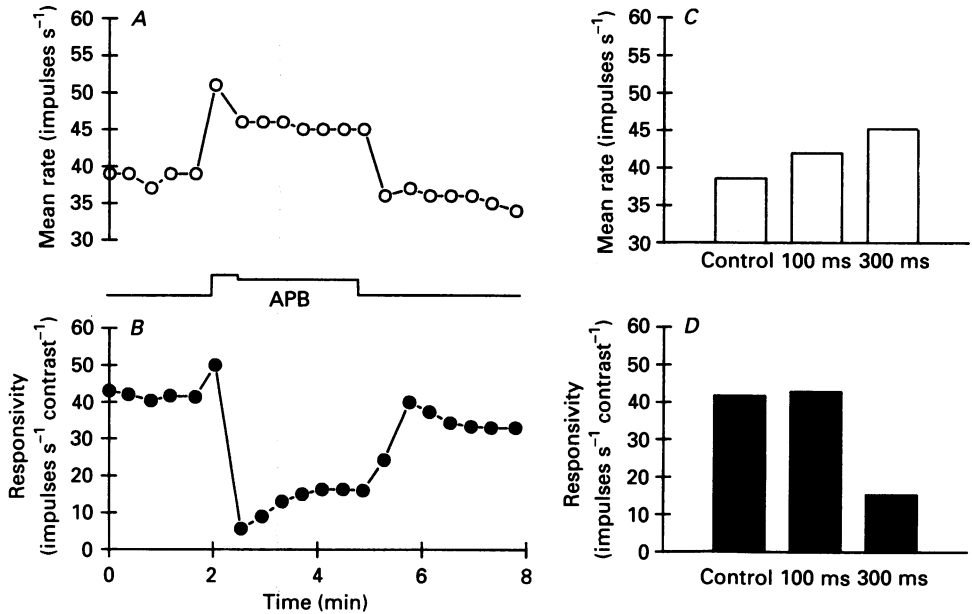 A
Mean rate (impulses s⁻¹)
60
55
50
45
40
35
30
APB
B
Responsivity
(impulses s⁻¹ contrast⁻¹)
60
50
40
30
20
10
0
0 2 4 6 8
Time (min)
C
Mean rate (impulses s⁻¹)
60
55
50
45
40
35
30
Control 100 ms 300 ms
D
Responsivity
(impulses s⁻¹ contrast⁻¹)
60
50
40
30
20
10
0
Control 100 ms 300 ms